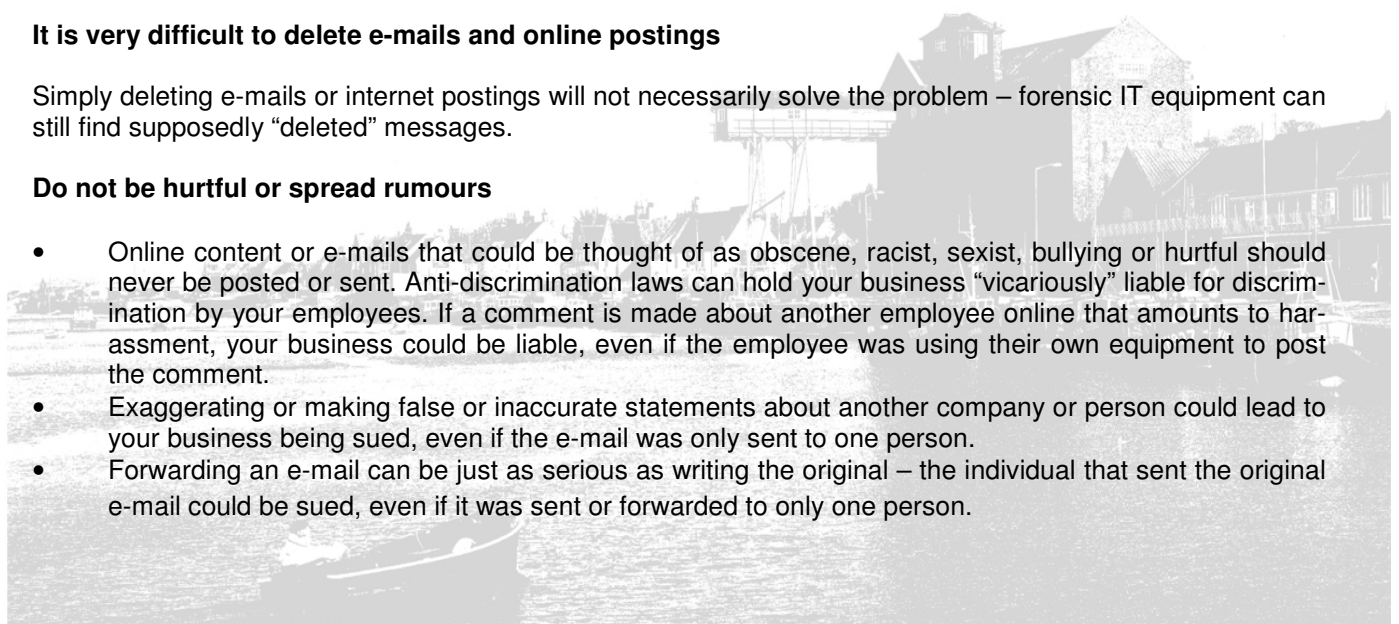 It is very difficult to delete e-mails and online postings
Simply deleting e-mails or internet postings will not necessarily solve the problem – forensic IT equipment can
still find supposedly “deleted” messages.
Do not be hurtful or spread rumours
• Online content or e-mails that could be thought of as obscene, racist, sexist, bullying or hurtful should
never be posted or sent. Anti-discrimination laws can hold your business “vicariously” liable for discrim-
ination by your employees. If a comment is made about another employee online that amounts to har-
assment, your business could be liable, even if the employee was using their own equipment to post
the comment.
• Exaggerating or making false or inaccurate statements about another company or person could lead to
your business being sued, even if the e-mail was only sent to one person.
• Forwarding an e-mail can be just as serious as writing the original – the individual that sent the original
e-mail could be sued, even if it was sent or forwarded to only one person.